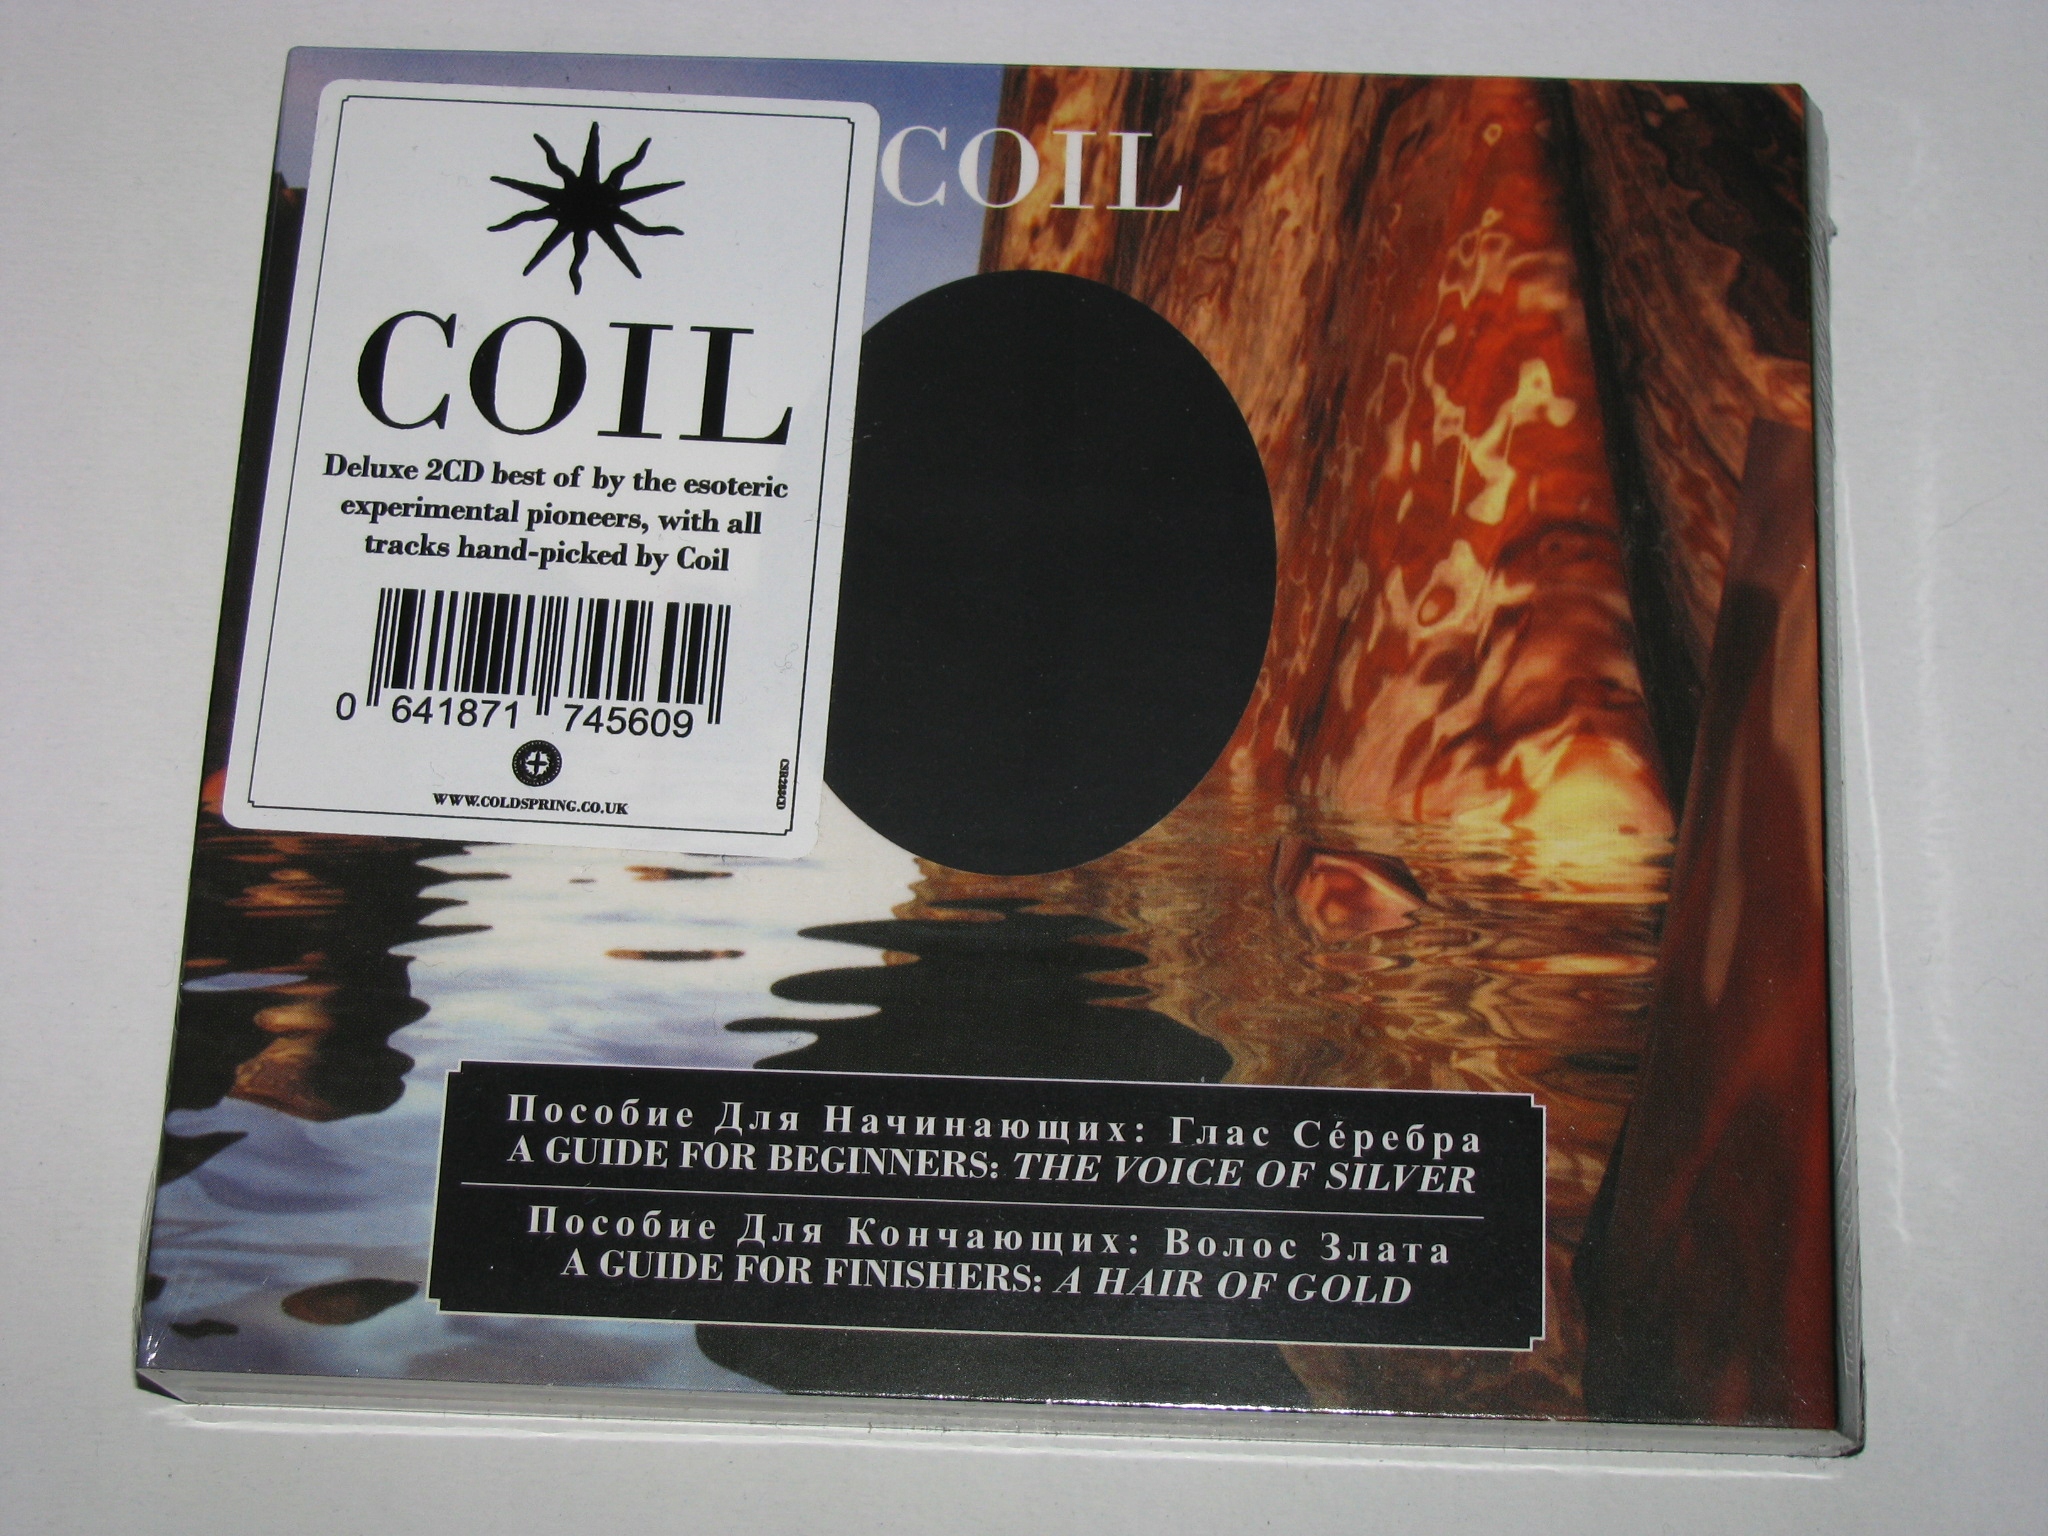 COIL
COIL
Deluxe 2CD best of by the esoteric
experimental pioneers, with all
tracks hand-picked by Coil
0 641871 745609
WWW.COLDSPRING.CO.UK
CSR288CD
Пособие Для Начинающих: Глас Сéребра
A GUIDE FOR BEGINNERS: THE VOICE OF SILVER
Пособие Для Кончающих: Волос Злата
A GUIDE FOR FINISHERS: A HAIR OF GOLD